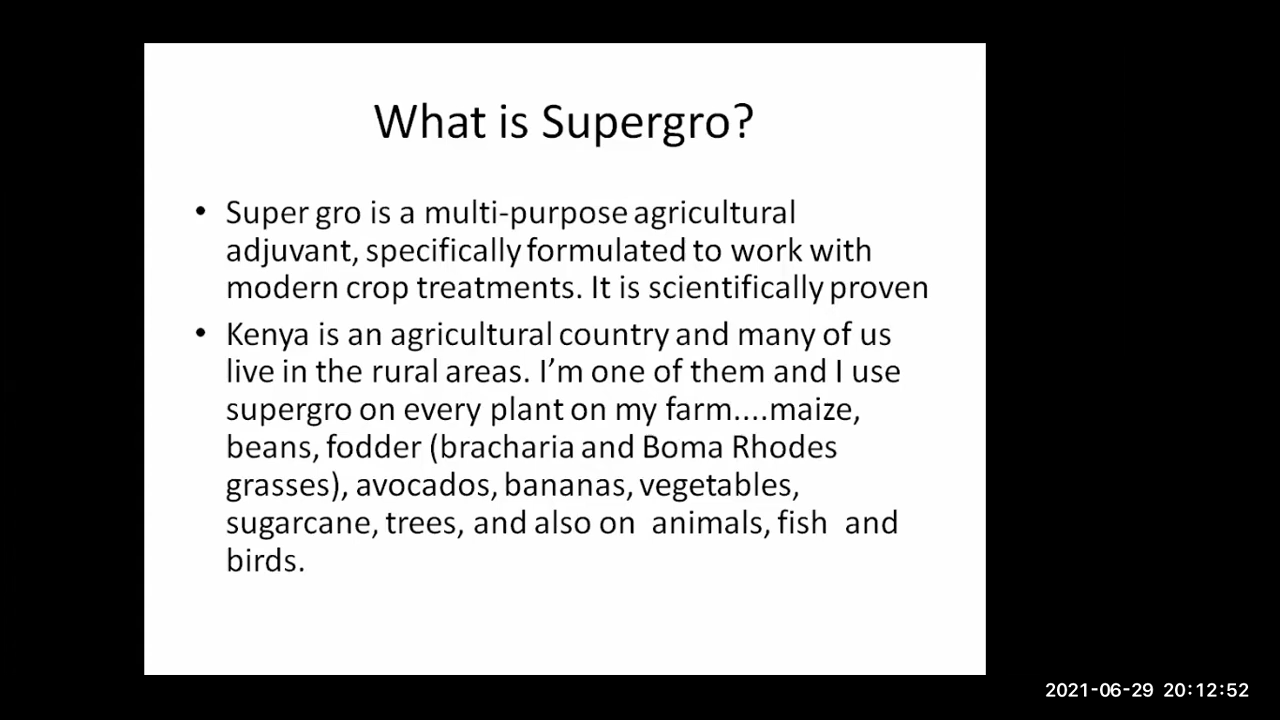 What is Supergro?
• Super gro is a multi-purpose agricultural
adjuvant, specifically formulated to work with
modern crop treatments. It is scientifically proven
• Kenya is an agricultural country and many of us
live in the rural areas. I’m one of them and I use
supergro on every plant on my farm....maize,
beans, fodder (bracharia and Boma Rhodes
grasses), avocados, bananas, vegetables,
sugarcane, trees, and also on animals, fish and
birds.
2021-06-29 20:12:52